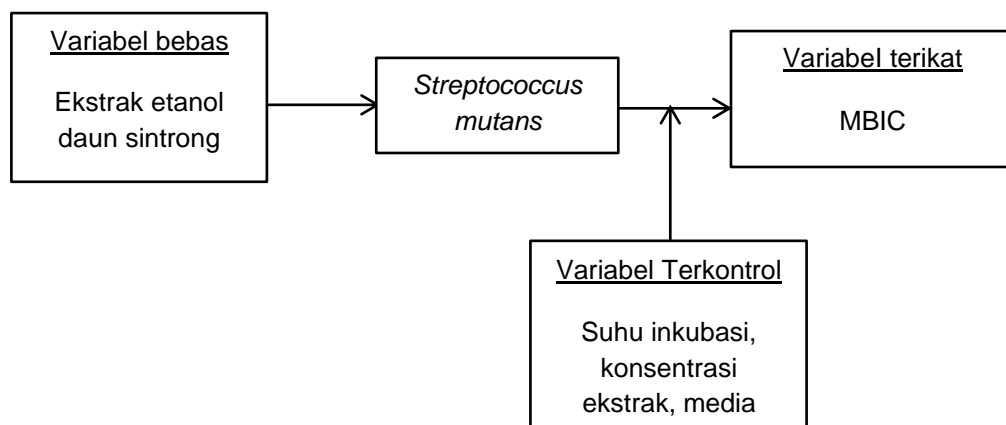 Variabel bebas
Ekstrak etanol
daun sintrong
Streptococcus
mutans
Variabel terikat
MBIC
Variabel Terkontrol
Suhu inkubasi,
konsentrasi
ekstrak, media